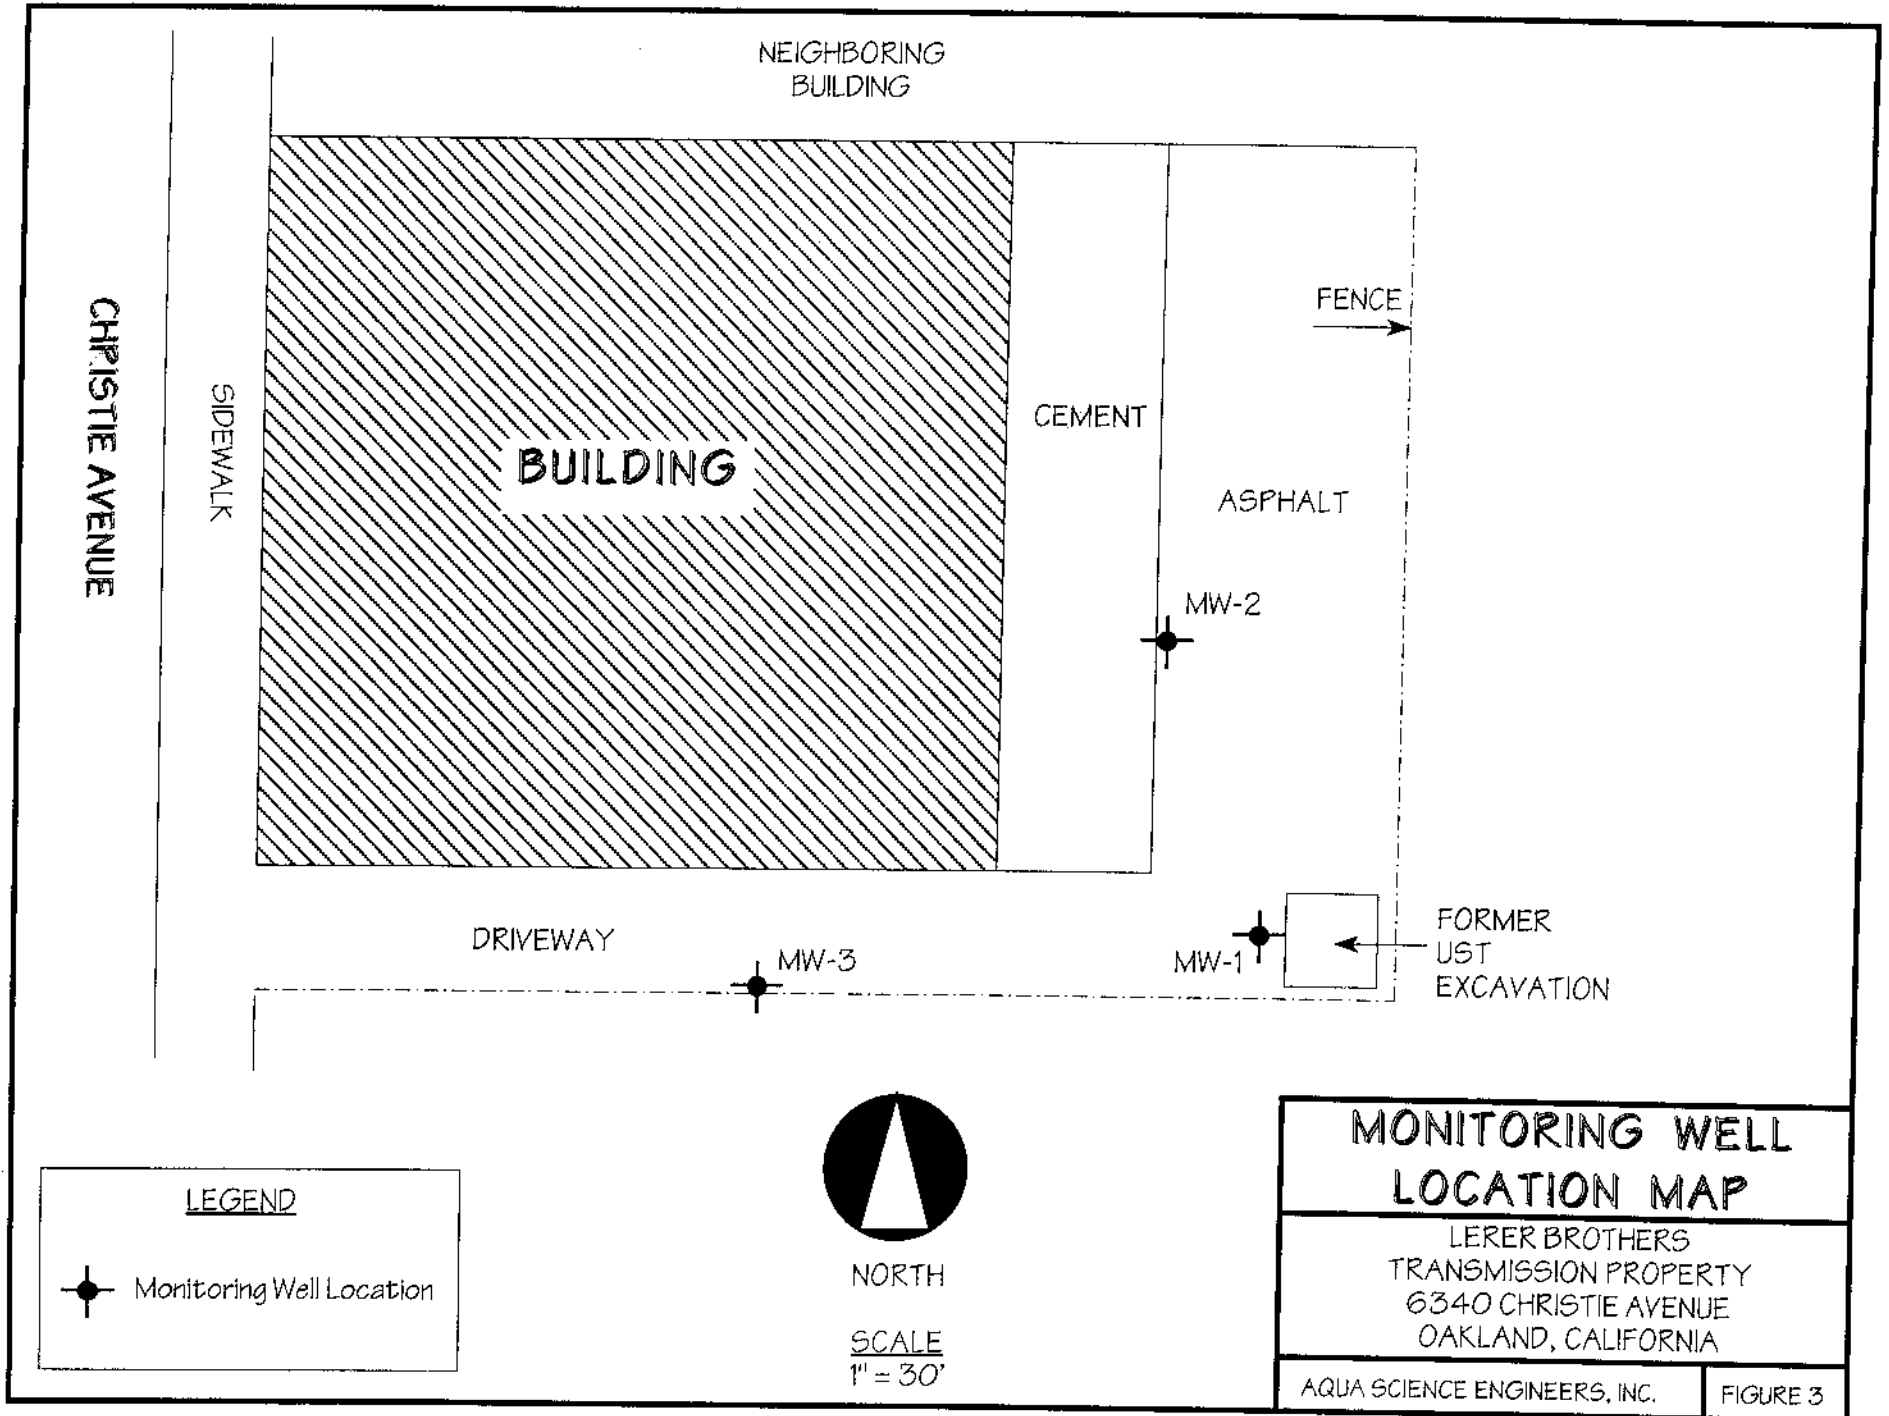 NEIGHBORING
BUILDING
FENCE
CHRISTIE AVENUE
SIDEWALK
CEMENT
BUILDING
ASPHALT
MW-2
DRIVEWAY
MW-3
MW-1
FORMER
UST
EXCAVATION
LEGEND
Monitoring Well Location
NORTH
SCALE
1" = 30'
MONITORING WELL
LOCATION MAP
LERER BROTHERS
TRANSMISSION PROPERTY
6340 CHRISTIE AVENUE
OAKLAND, CALIFORNIA
AQUA SCIENCE ENGINEERS, INC.
FIGURE 3